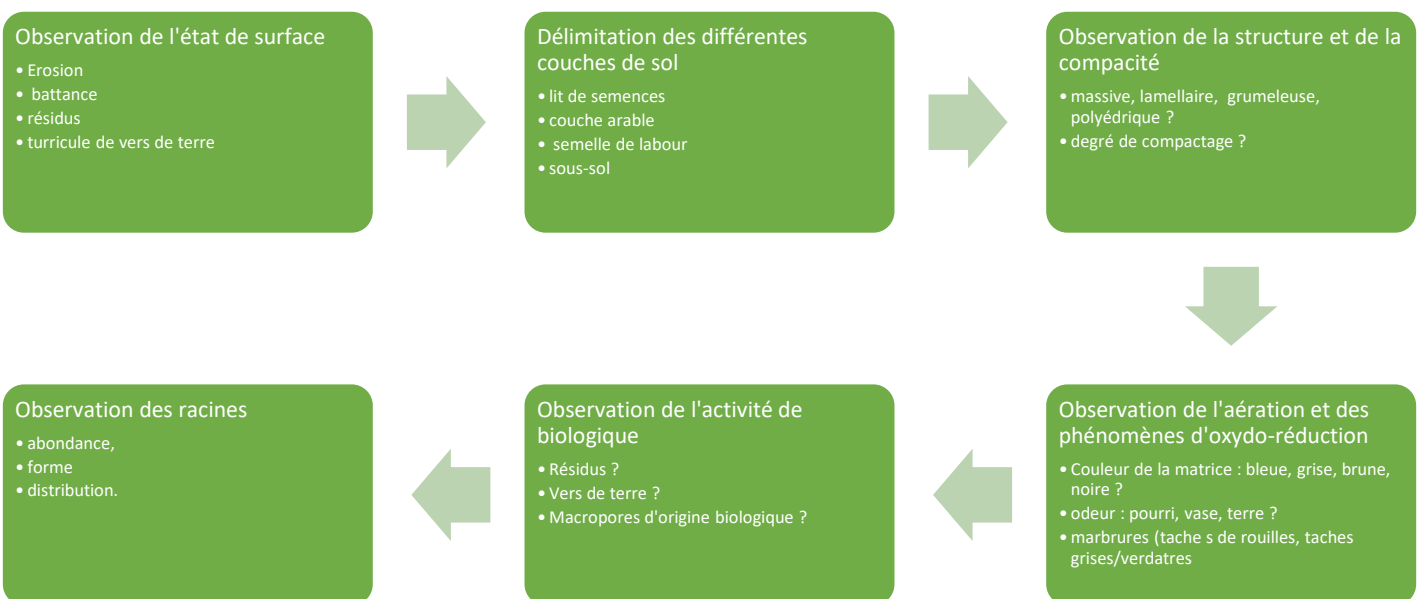 Observation de l'état de surface
• Erosion
• battance
• résidus
• turricule de vers de terre
Délimitation des différentes
couches de sol
• lit de semences
• couche arable
• semelle de labour
• sous-sol
Observation de la structure et de la
compacité
• massive, lamellaire, grumeleuse,
polyédrique ?
• degré de compactage ?
Observation de l'aération et des
phénomènes d'oxydo-réduction
• Couleur de la matrice : bleue, grise, brune,
noire ?
• odeur : pourri, vase, terre ?
• marbrures (tache s de rouilles, taches
grises/verdatres
Observation de l'activité de
biologique
• Résidus ?
• Vers de terre ?
• Macropores d'origine biologique ?
Observation des racines
• abondance,
• forme
• distribution.